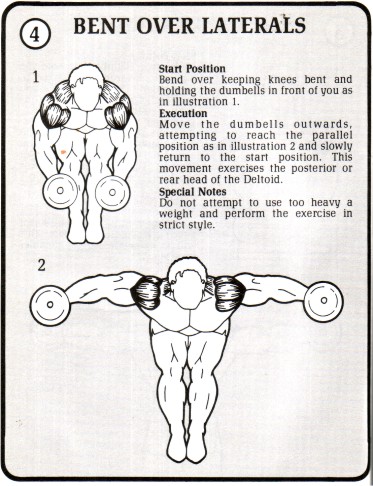 4
BENT OVER LATERALS
1
Start Position
Bend over keeping knees bent and
holding the dumbells in front of you as
in illustration 1.
Execution
Move the dumbells outwards,
attempting to reach the parallel
position as in illustration 2 and slowly
return to the start position. This
movement exercises the posterior or
rear head of the Deltoid.
Special Notes
Do not attempt to use too heavy a
weight and perform the exercise in
strict style.
2